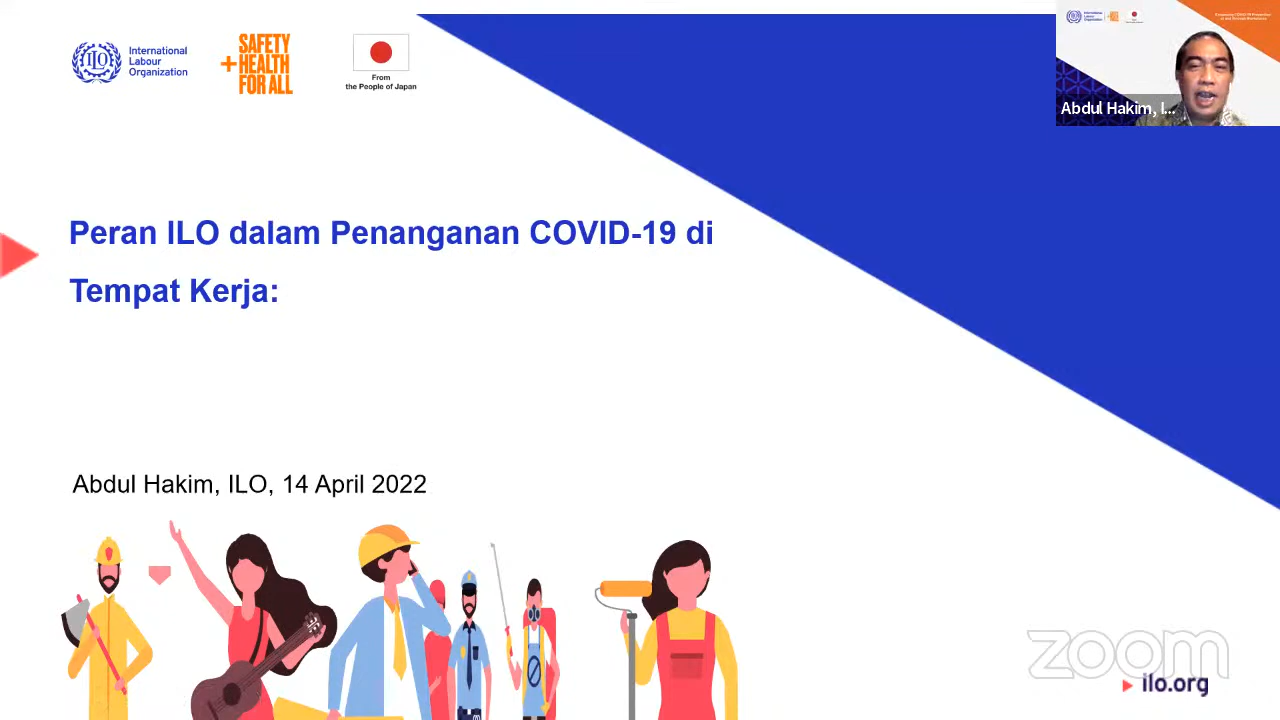 International
Labour
Organization
SAFETY
+HEALTH
FOR ALL
From
the People of Japan
Abdul Hakim, I...
Peran ILO dalam Penanganan COVID-19 di
Tempat Kerja:
Abdul Hakim, ILO, 14 April 2022
zoom
ilo.org